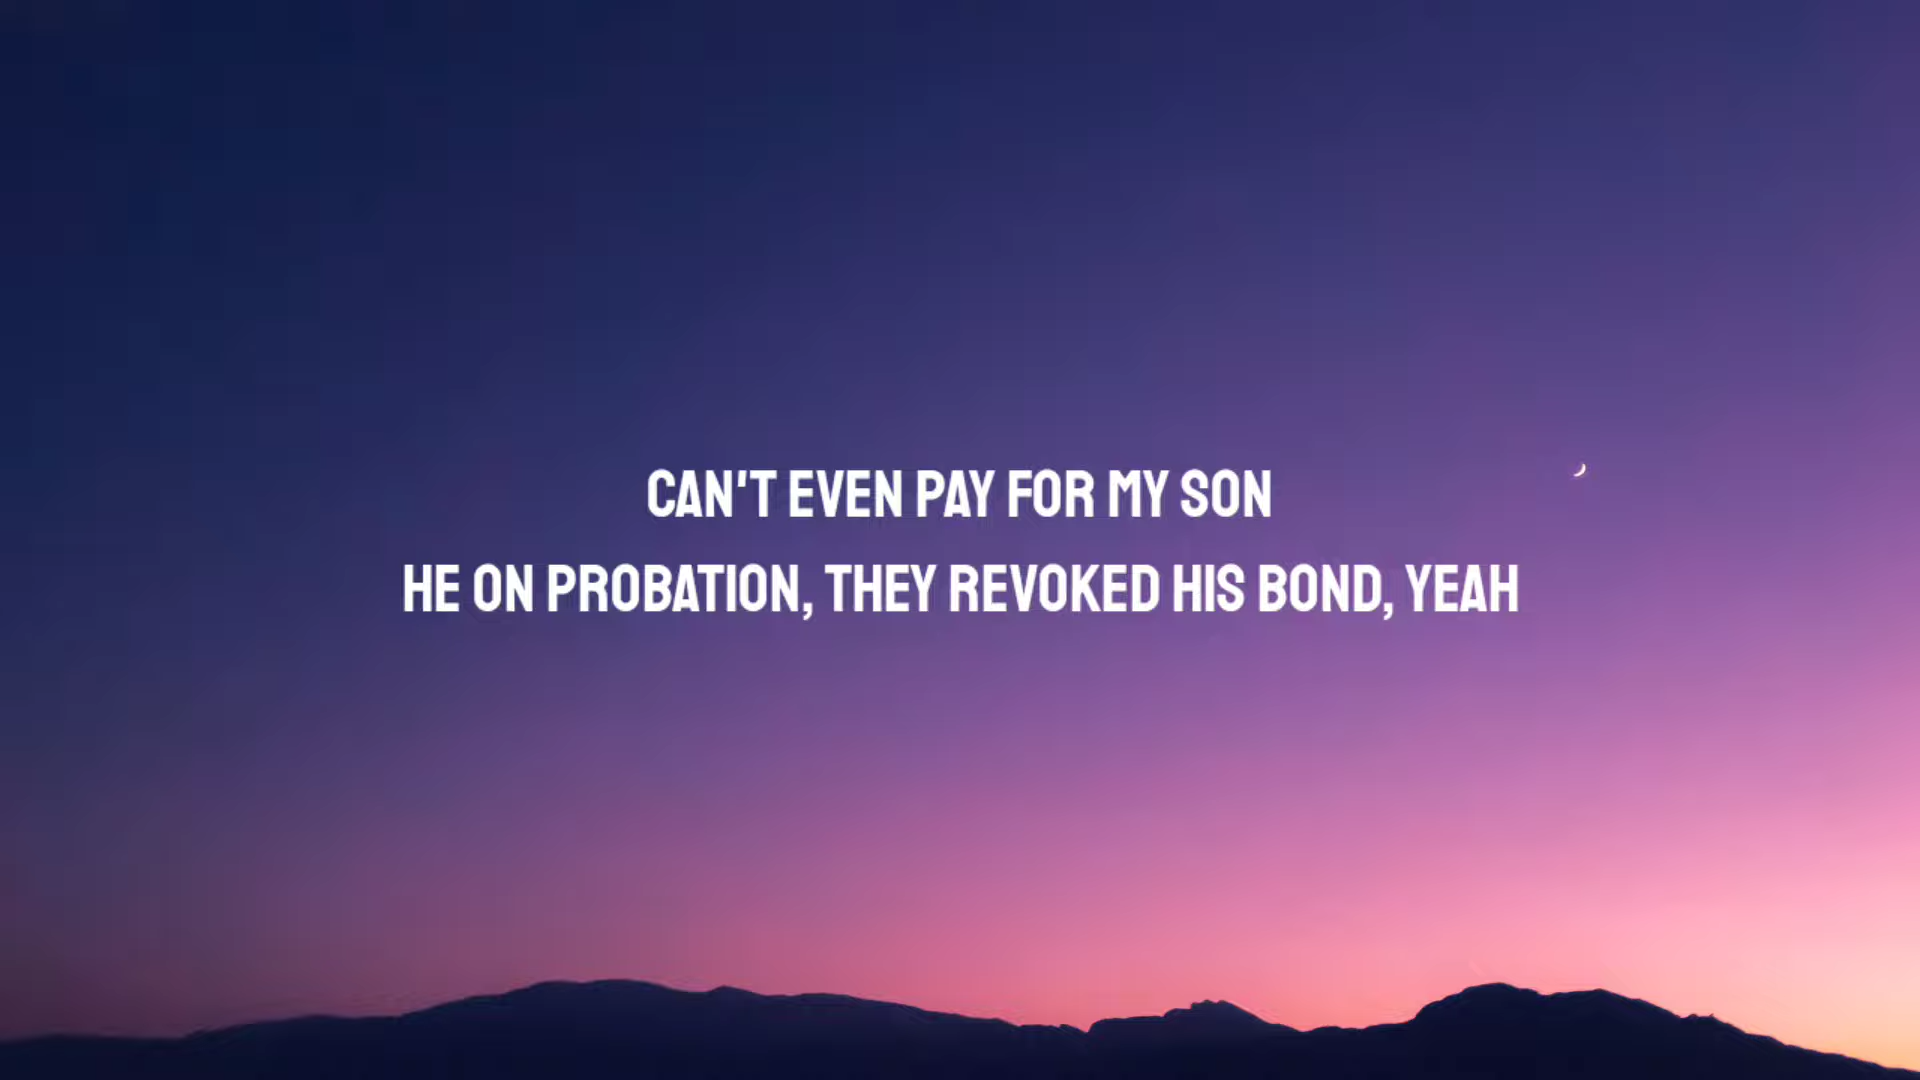 CAN'T EVEN PAY FOR MY SON
HE ON PROBATION, THEY REVOKED HIS BOND, YEAH